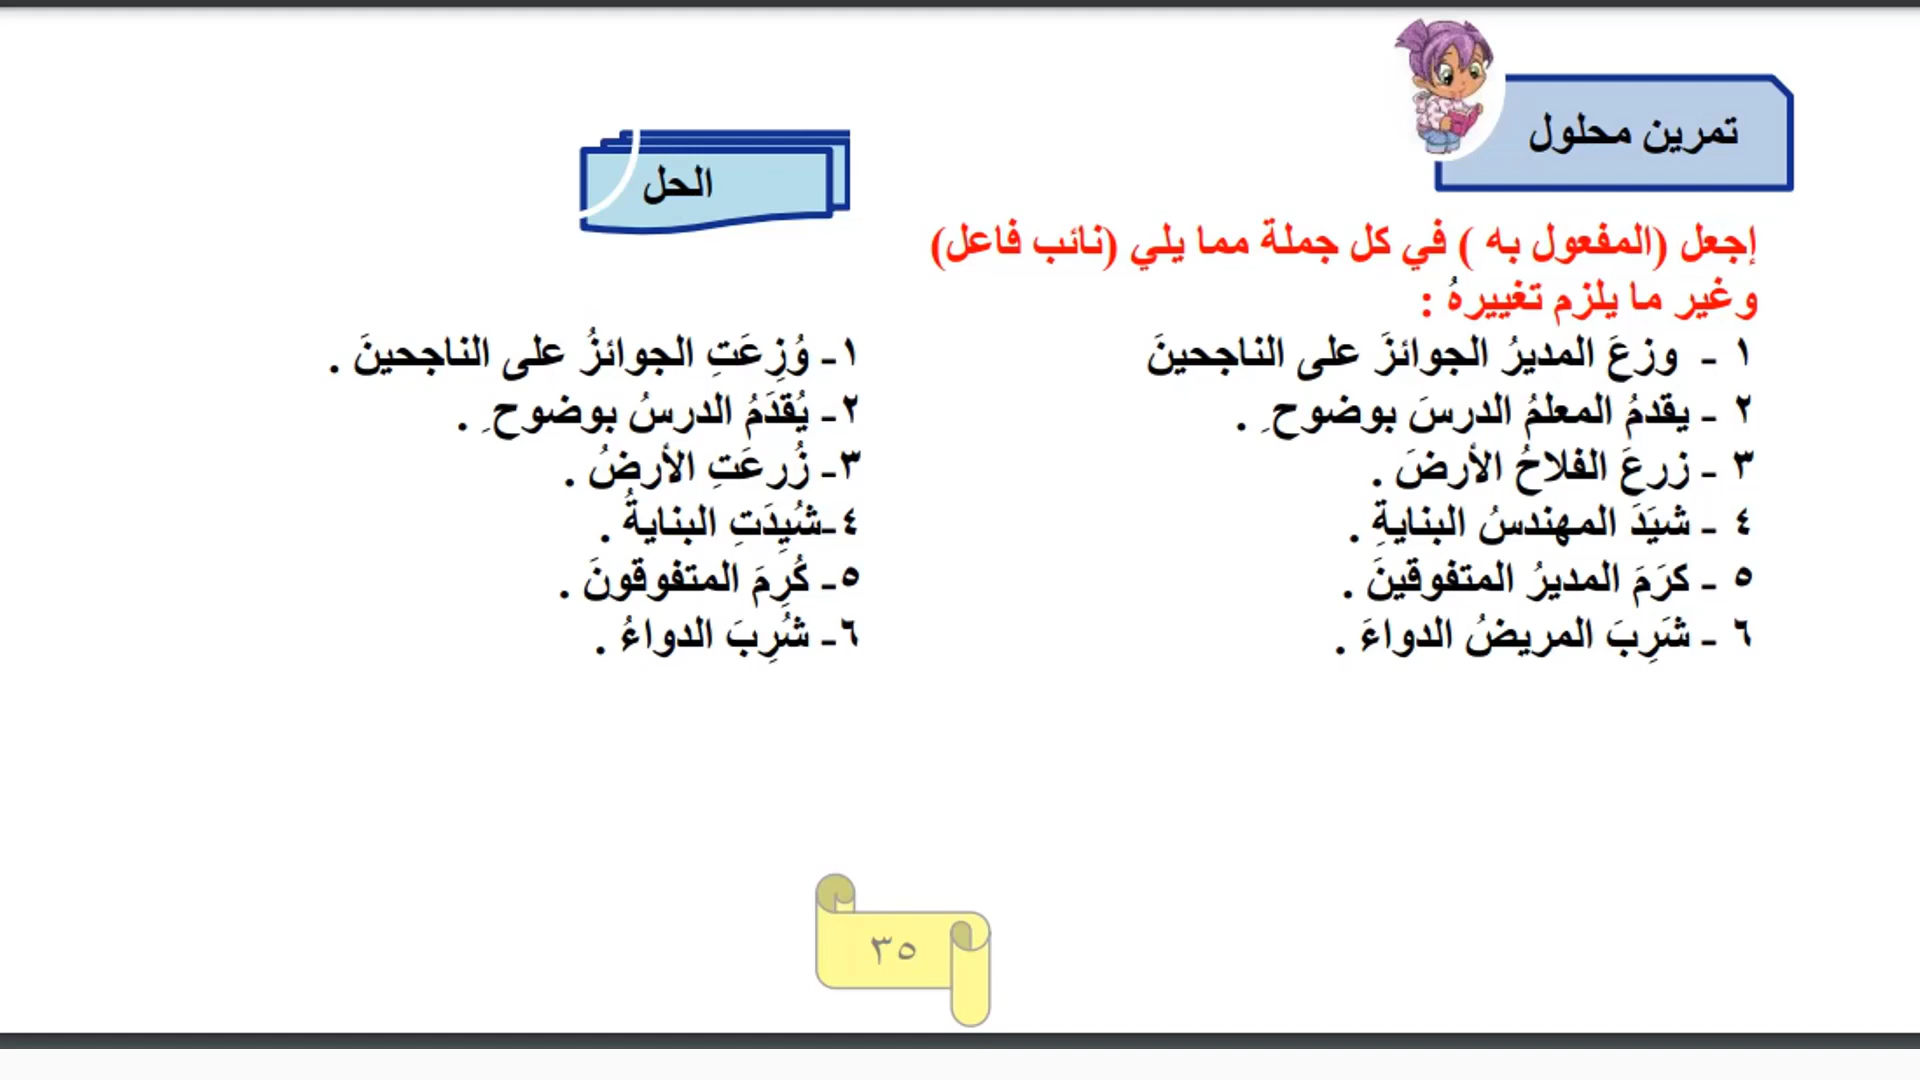 تمرين محلول
إجعل (المفعول به ) في كل جملة مما يلي (نائب فاعل)
وغير ما يلزم تغييرهُ :
١ - وزعَ المديرُ الجوائزَ على الناجحينَ
٢ - يقدمُ المعلمُ الدرسَ بوضوح ِ .
٣ - زرعَ الفلاحُ الأرضَ .
٤ - شيَدَ المهندسُ البنايةِ .
٥ - كرَمَ المديرُ المتفوقينَ .
٦ - شَرِبَ المريضُ الدواءَ .
الحل
١- وُزِعَتِ الجوائزُ على الناجحينَ .
٢- يُقدَمُ الدرسُ بوضوح ِ .
٣- زُرعَتِ الأرضُ .
٤-شُيِدَتِ البنايةُ .
٥- كُرِمَ المتفوقونَ .
٦- شُرِبَ الدواءُ .
٣٥